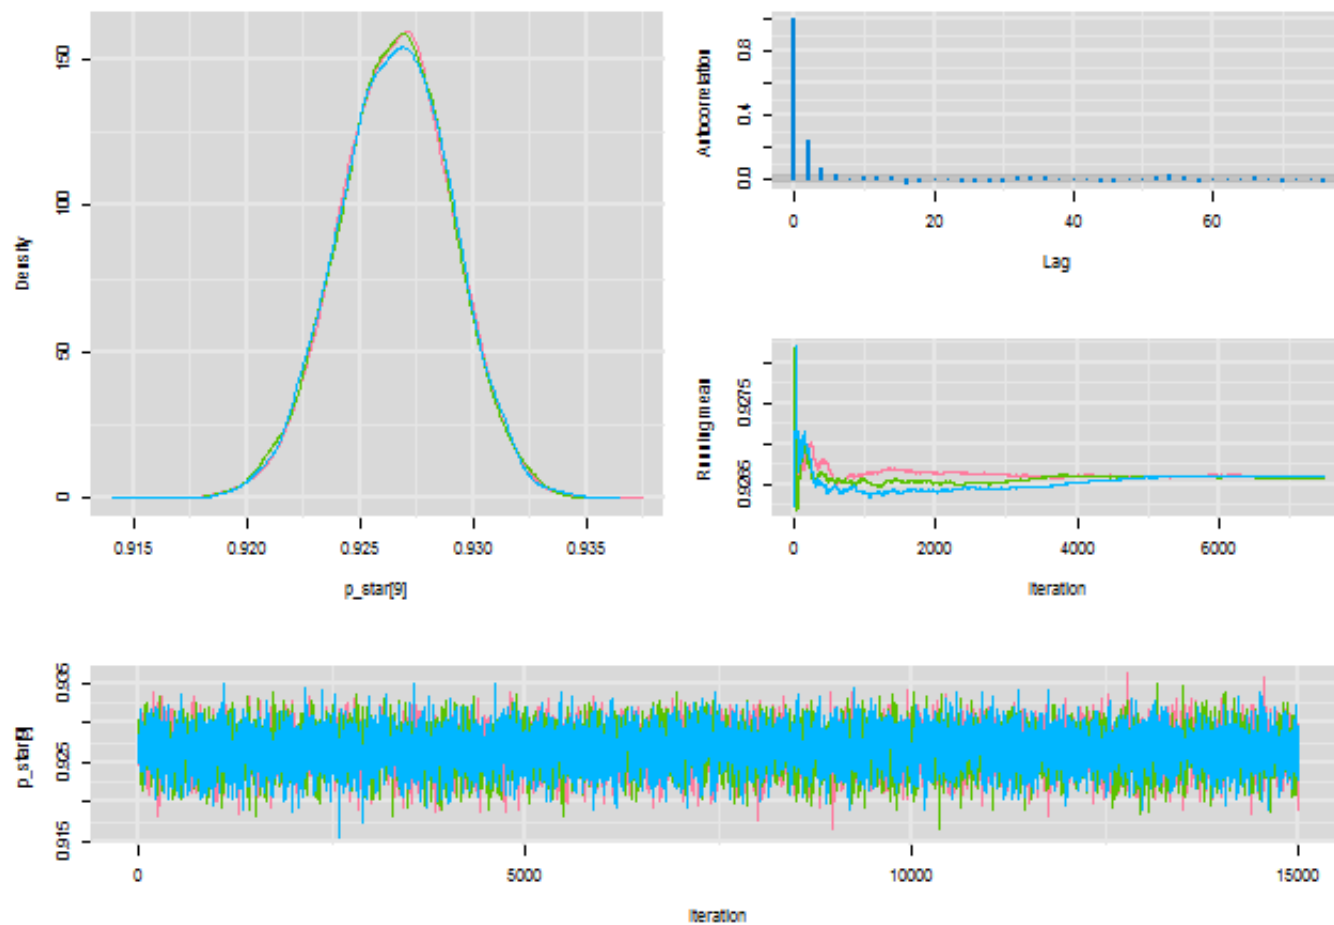 Density
150
100
50
0
0.915 0.920 0.925 0.930 0.935
p_star[9]
Autocorrelation
0.8
0.4
0.0
0 20 40 60
Lag
Running mean
0.9275
0.9265
0 2000 4000 6000
Iteration
p_star[9]
0.935
0.925
0.915
0 5000 10000 15000
Iteration